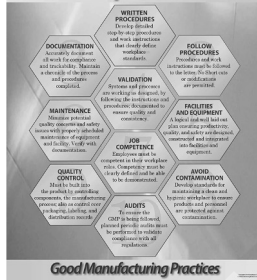 WRITTEN
PROCEDURES
Develop detailed
step-by-step procedures
and work instructions
that clearly define
workplace
standards.
DOCUMENTATION
Accurately document
all work for compliance
and trackability. Maintain
a chronicle of the process
and procedures
completed.
FOLLOW
PROCEDURES
Procedures and work
instructions must be
followed to the letter. No Short cuts
or modifications
are permitted.
VALIDATION
Systems and processes
are working as designed, by
following the instructions and
procedures documented to
ensure quality and
consistency.
MAINTENANCE
Minimize potential
quality concerns and safety
issues with properly scheduled
maintenance of equipment
and facility. Verify with
documentation.
FACILITIES
AND EQUIPMENT
A logical and well laid out
plan ensuring productivity,
quality, and safety are designed,
constructed and integrated
into facilities and
equipment.
JOB
COMPETENCE
Employees must be
competent in their workplace
roles. Competency must be
clearly defined and be able
to be demonstrated.
QUALITY
CONTROL
Must be built into
the product by controlling
components, the manufacturing
process, also on control over
packaging, labeling, and
distribution records
AVOID
CONTAMINATION
Develop standards for
maintaining a clean and
hygienic workplace to ensure
products and personnel
are protected against
contamination.
AUDITS
To ensure the
GMP is being followed,
planned periodic audits must
be performed to validate
compliance with all
regulations.
Good Manufacturing Practices